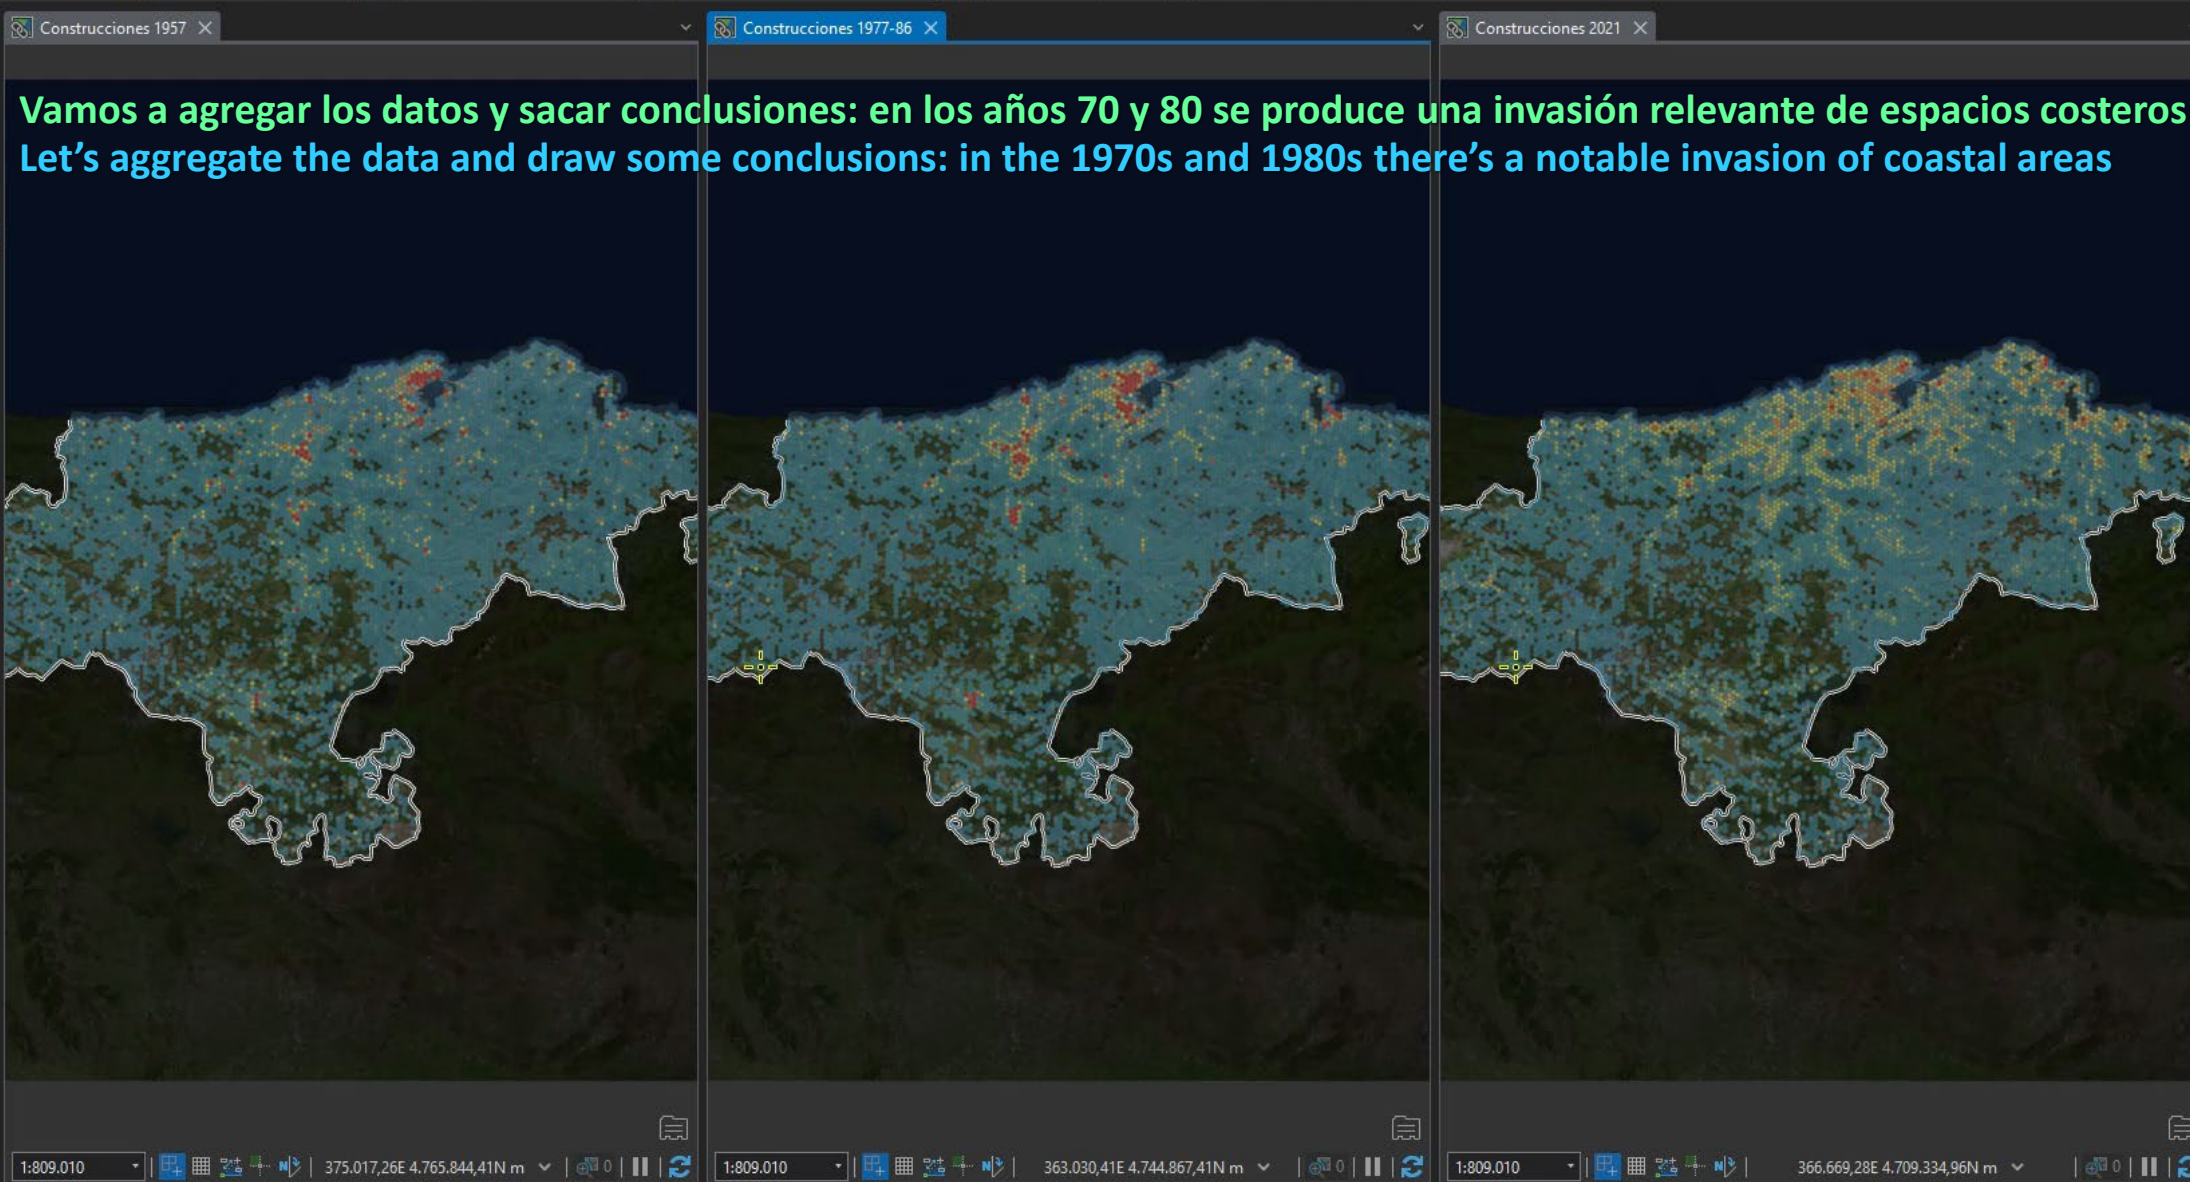 Construcciones 1957
Construcciones 1977-86
Construcciones 2021
Vamos a agregar los datos y sacar conclusiones: en los años 70 y 80 se produce una invasión relevante de espacios costeros
Let’s aggregate the data and draw some conclusions: in the 1970s and 1980s there’s a notable invasion of coastal areas
1:809.010
375.017,26E 4.765.844,41N m
0
1:809.010
363.030,41E 4.744.867,41N m
0
1:809.010
366.669,28E 4.709.334,96N m
0